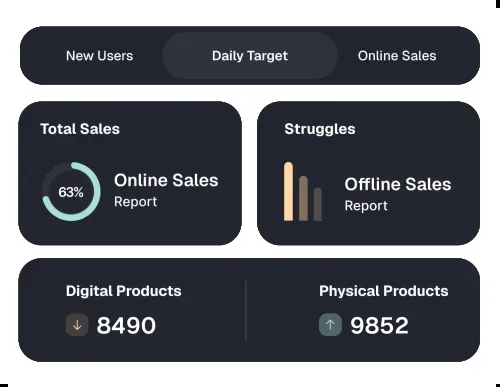 New Users
Daily Target
Online Sales
Total Sales
63%
Online Sales
Report
Struggles
Offline Sales
Report
Digital Products
8490
Physical Products
9852